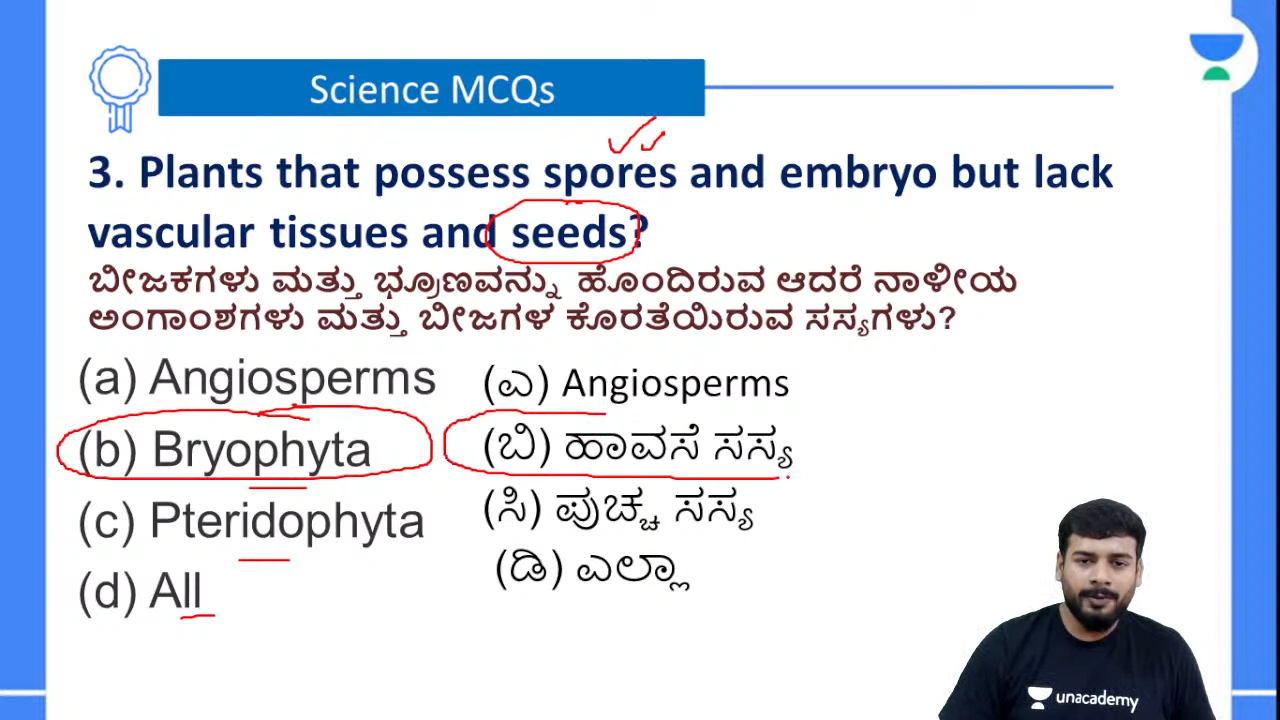 Science MCQs
3. Plants that possess spores and embryo but lack
vascular tissues and seeds?
ಬೀಜಕಗಳು ಮತ್ತು ಭ್ರೂಣವನ್ನು ಹೊಂದಿರುವ ಆದರೆ ನಾಳೀಯ
ಅಂಗಾಂಶಗಳು ಮತ್ತು ಬೀಜಗಳ ಕೊರತೆಯಿರುವ ಸಸ್ಯಗಳು?
(a) Angiosperms
(b) Bryophyta
(c) Pteridophyta
(d) All
(ಎ) Angiosperms
(ಬಿ) ಹಾವಸೆ ಸಸ್ಯ
(ಸಿ) ಪುಚ್ಚ ಸಸ್ಯ
(ಡಿ) ಎಲ್ಲಾ
unacademy